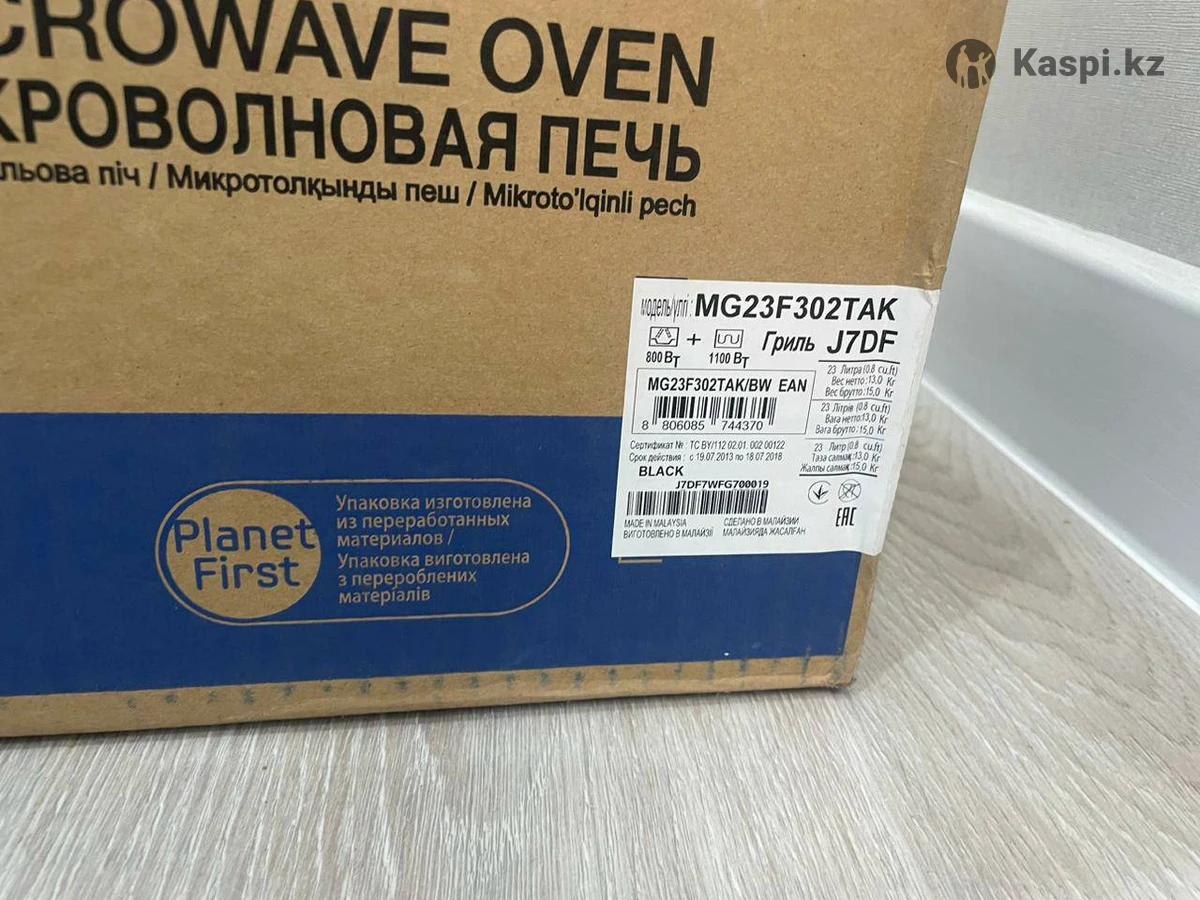 Kaspi.kz
CROWAVE OVEN
КРОВОЛНОВАЯ ПЕЧЬ
льова піч / Микротолқынды пеш / Mikroto'lqinli pech
модель/үлгі: MG23F302TAK
800 Вт + 1100 Вт Гриль J7DF
MG23F302TAK/BW EAN
8 806085 744370
23 Литра (0.8 cu.ft)
Вес нетто: 13,0 Кг
Вес брутто: 15,0 Кг
23 Літрів (0.8 cu.ft)
Вага нетто: 13,0 Кг
Вага брутто: 15,0 Кг
23 Литр (0.8 cu.ft)
Таза салмақ: 13,0 Кг
Жалпы салмақ: 15,0 Кг
Сертификат № : ТС BY/112 02.01. 002 00122
Срок действия : с 19.07.2013 по 18.07.2018
BLACK
J7DF7WFG700019
MADE IN MALAYSIA СДЕЛАНО В МАЛАЙЗИИ
ВИГОТОВЛЕНО В МАЛАЙЗІЇ МАЛАЙЗИЯДА ЖАСАЛҒАН
EAC
Planet
First
Упаковка изготовлена
из переработанных
материалов /
Упаковка виготовлена
з перероблених
матеріалів